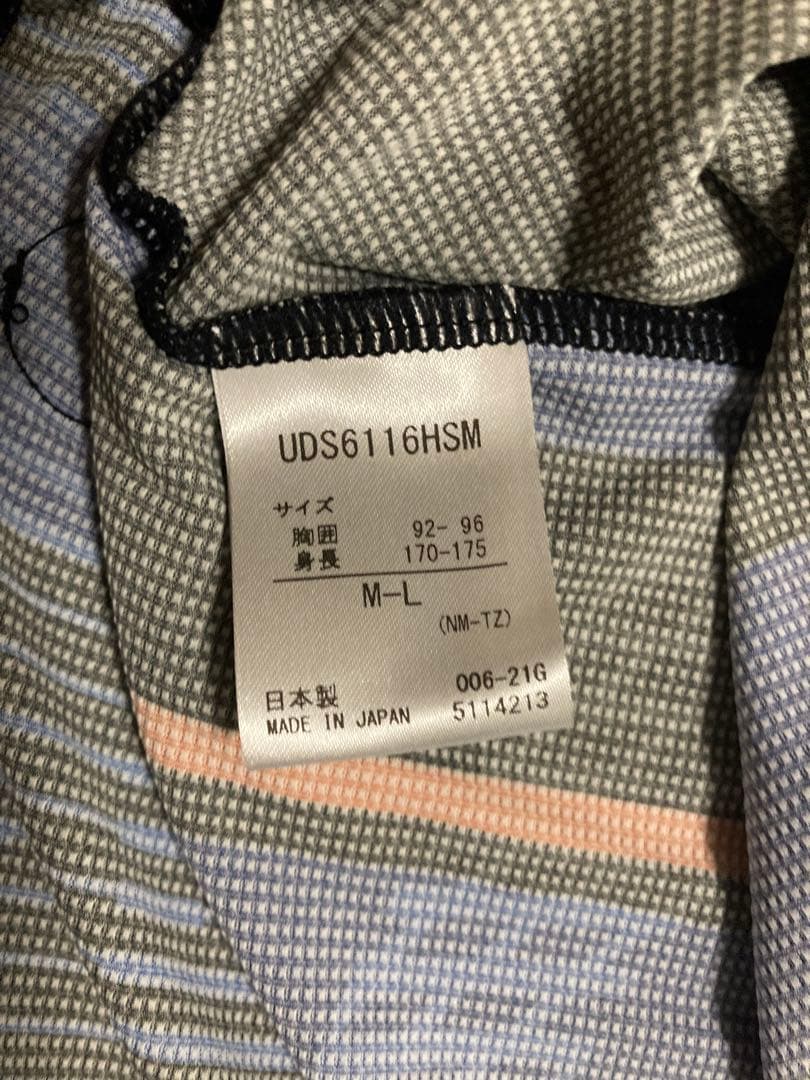 UDS6116HSM
サイズ
胸囲 92- 96
身長 170-175
M-L
(NM-TZ)
日本製 006-21G
MADE IN JAPAN 5114213